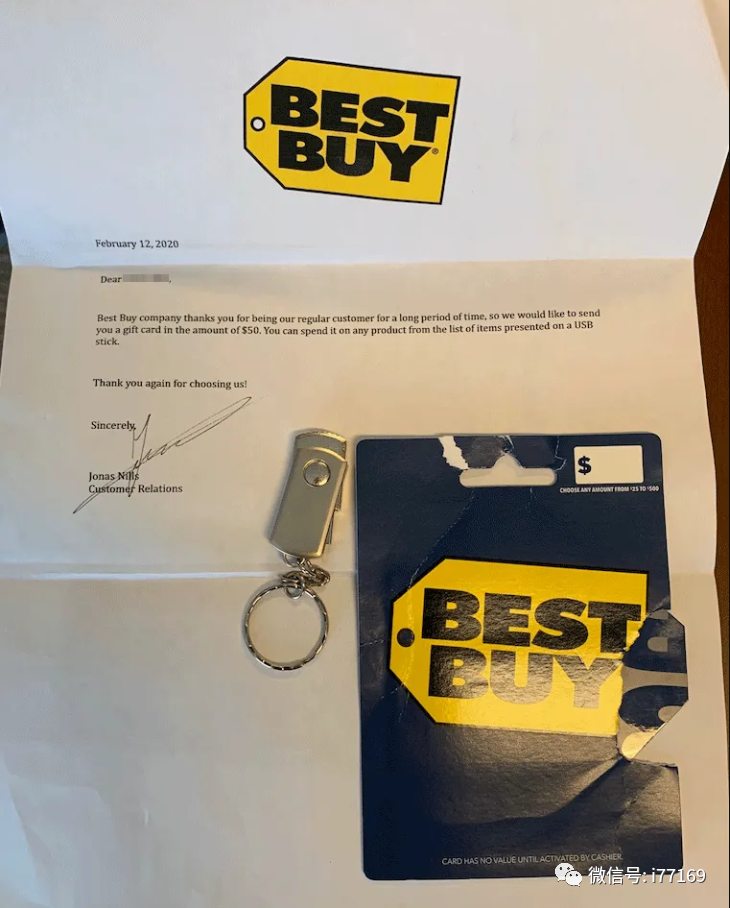 BEST
BUY®
February 12, 2020
Dear
Best Buy company thanks you for being our regular customer for a long period of time, so we would like to send
you a gift card in the amount of $50. You can spend it on any product from the list of items presented on a USB
stick.
Thank you again for choosing us!
Sincerely,
Jonas Nills
Customer Relations
$
CHOOSE ANY AMOUNT FROM $25 TO $500
BEST
BUY
CARD HAS NO VALUE UNTIL ACTIVATED BY CASHIER.
微信号: i77169